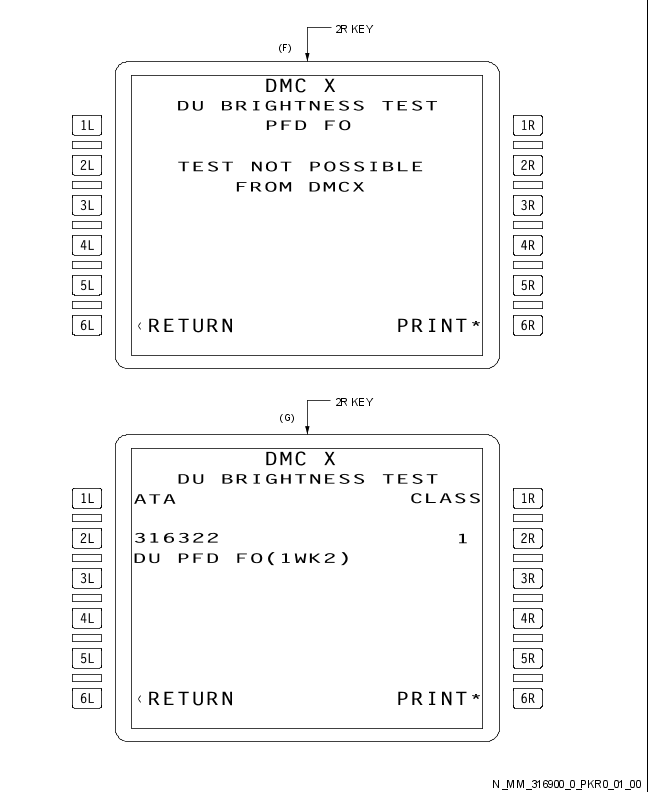 2R KEY
(F)
DMC X
DU BRIGHTNESS TEST
1L PFD FO 1R
2L TEST NOT POSSIBLE 2R
FROM DMCX
3L 3R
4L 4R
5L 5R
6L <RETURN PRINT* 6R
2R KEY
(G)
DMC X
DU BRIGHTNESS TEST
1L ATA CLASS 1R
2L 316322 1 2R
DU PFD FO(1WK2)
3L 3R
4L 4R
5L 5R
6L <RETURN PRINT* 6R
N_MM_316900_0_PKR0_01_00